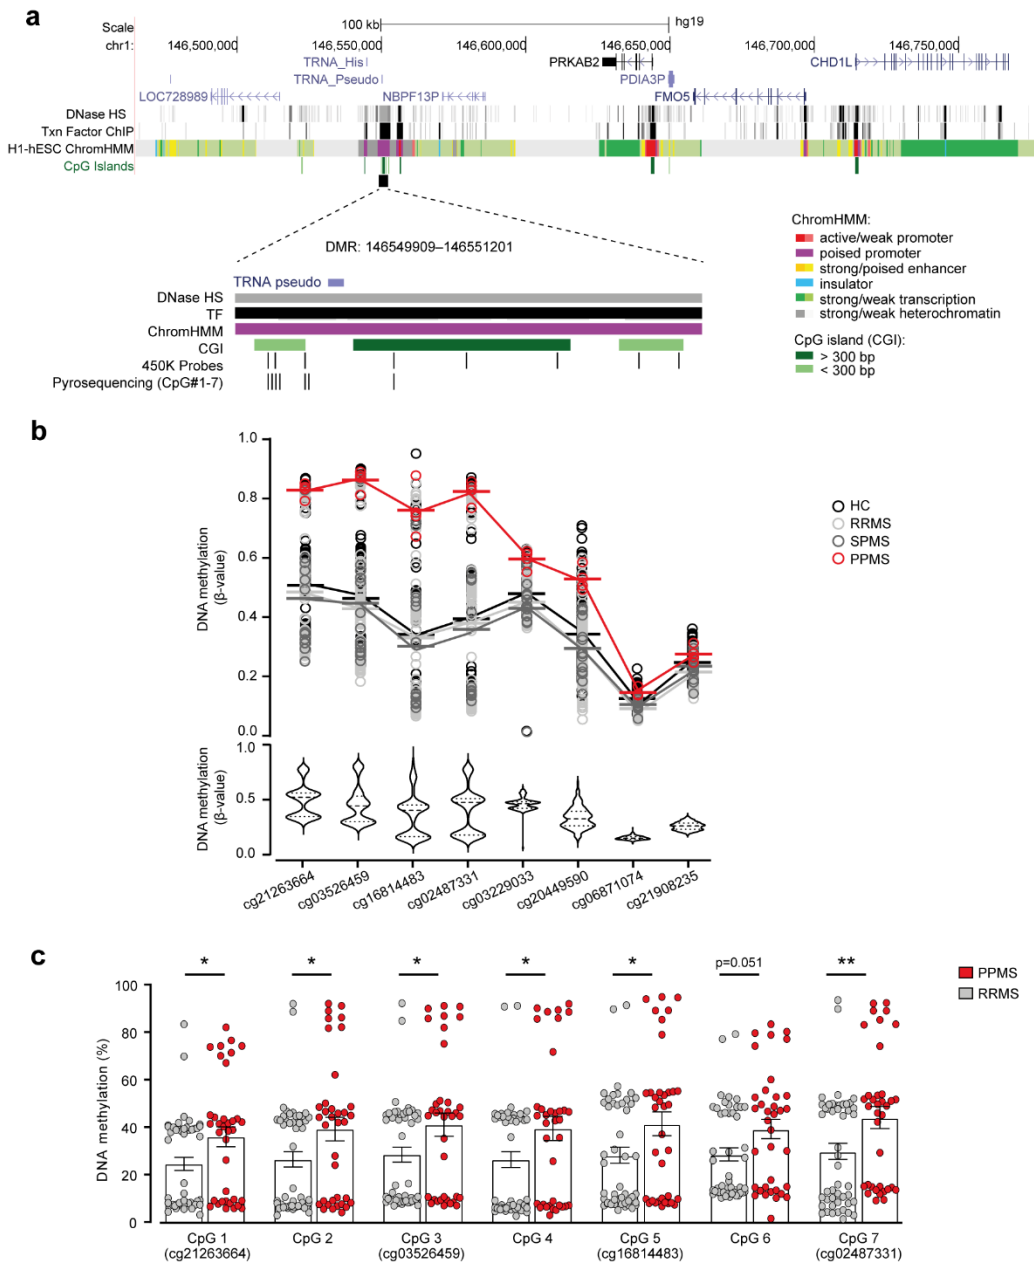 a
Scale 100 kb hg19
chr1: 146,500,000 146,550,000 146,600,000 146,650,000 146,700,000 146,750,000
TRNA_His PRKAB2 CHD1L
TRNA_Pseudo PDIA3P
LOC728989 NBPF13P FMO5
DNase HS
Txn Factor ChIP
H1-hESC ChromHMM
CpG Islands
DMR: 146549909–146551201
TRNA pseudo
DNase HS
TF
ChromHMM
CGI
450K Probes
Pyrosequencing (CpG#1-7)
ChromHMM:
active/weak promoter
poised promoter
strong/poised enhancer
insulator
strong/weak transcription
strong/weak heterochromatin
CpG island (CGI):
> 300 bp
< 300 bp
b
DNA methylation
(β-value)
1.0
0.8
0.6
0.4
0.2
0.0
HC
RRMS
SPMS
PPMS
DNA methylation
(β-value)
1.0
0.5
0.0
cg21263664 cg03526459 cg16814483 cg02487331 cg03229033 cg20449590 cg06871074 cg21908235
c
* * * * * p=0.051 **
PPMS
RRMS
DNA methylation (%)
100
80
60
40
20
0
CpG 1 CpG 2 CpG 3 CpG 4 CpG 5 CpG 6 CpG 7
(cg21263664) (cg03526459) (cg16814483) (cg02487331)